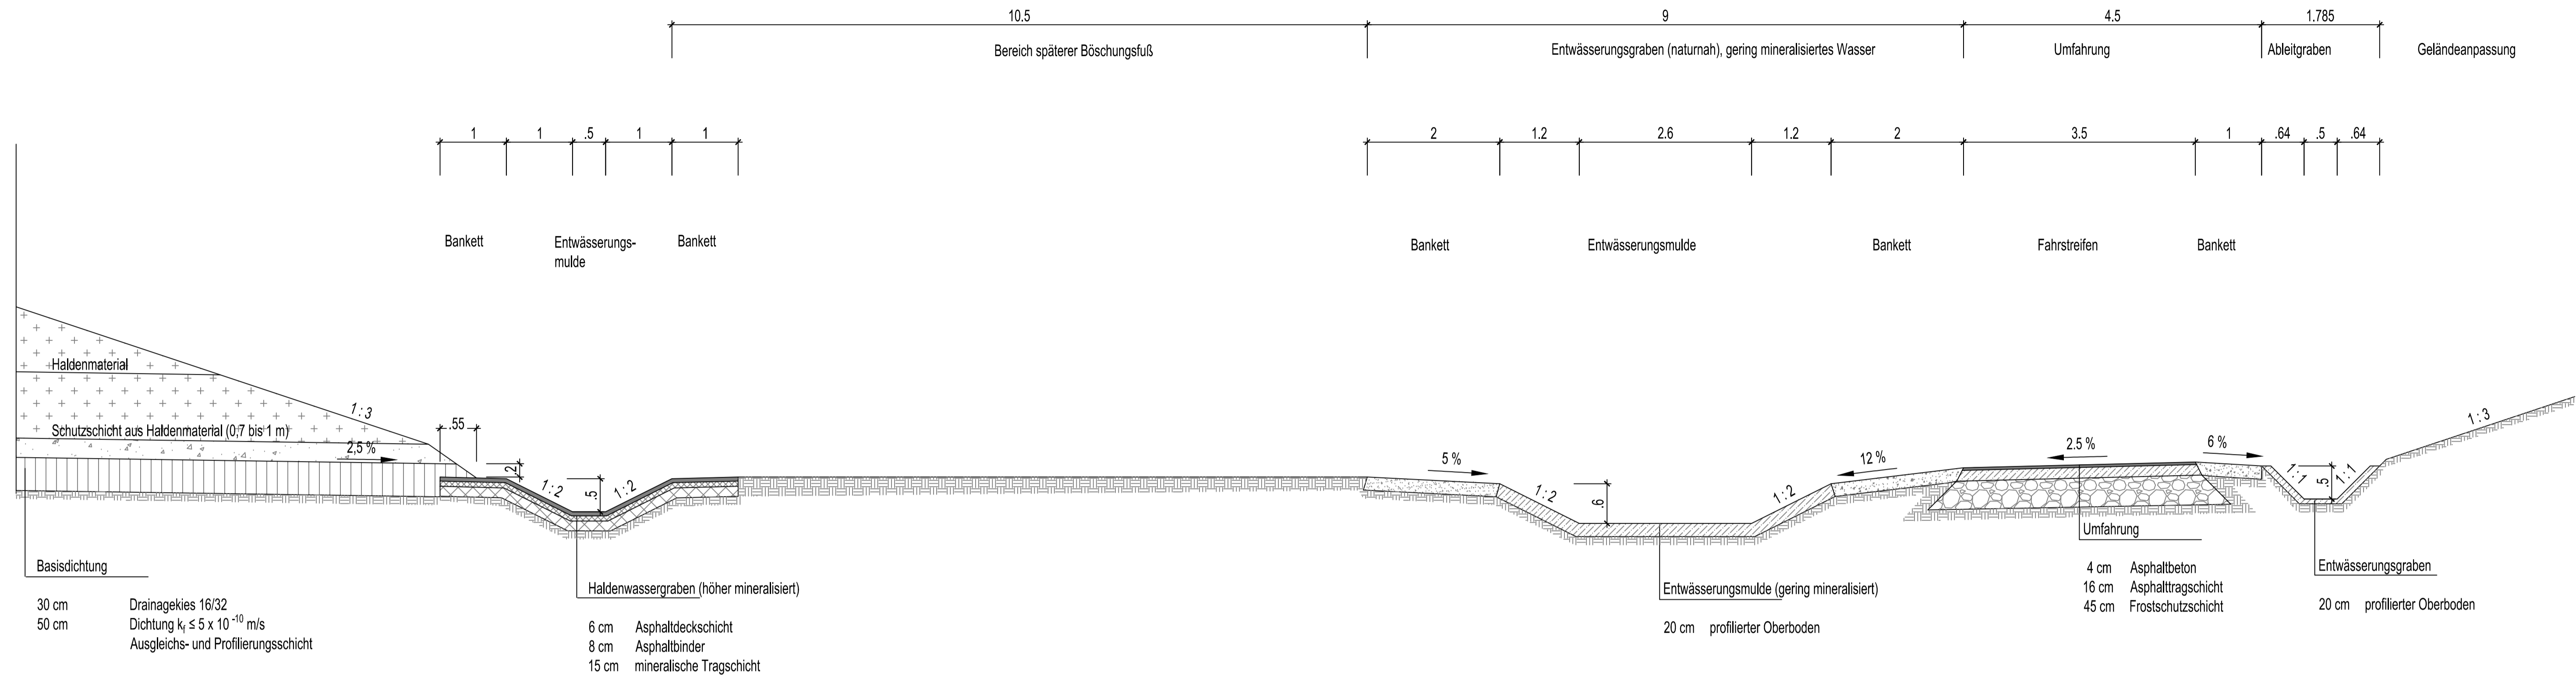 10.5 9 4.5 1.785
Bereich späterer Böschungsfuß Entwässerungsgraben (naturnah), gering mineralisiertes Wasser Umfahrung Ableitgraben Geländeanpassung
1 1 .5 1 1 2 1.2 2.6 1.2 2 3.5 1 .64 .5 .64
Bankett Entwässerungs- Bankett Bankett Entwässerungsmulde Bankett Fahrstreifen Bankett
mulde
Haldenmaterial
1 : 3
Schutzschicht aus Haldenmaterial (0,7 bis 1 m)
2,5 %
.55
.2
1 : 2
.5
1 : 2
5 %
1 : 2
.6
1 : 2
12 %
2.5 %
6 %
1 : 1
.5
1 : 1
1 : 3
Basisdichtung
30 cm Drainagekies 16/32
50 cm Dichtung kf ≤ 5 x 10 -10 m/s
Ausgleichs- und Profilierungsschicht
Haldenwassergraben (höher mineralisiert)
6 cm Asphaltdeckschicht
8 cm Asphaltbinder
15 cm mineralische Tragschicht
Entwässerungsmulde (gering mineralisiert)
20 cm profilierter Oberboden
Umfahrung
4 cm Asphaltbeton
16 cm Asphalttragschicht
45 cm Frostschutzschicht
Entwässerungsgraben
20 cm profilierter Oberboden